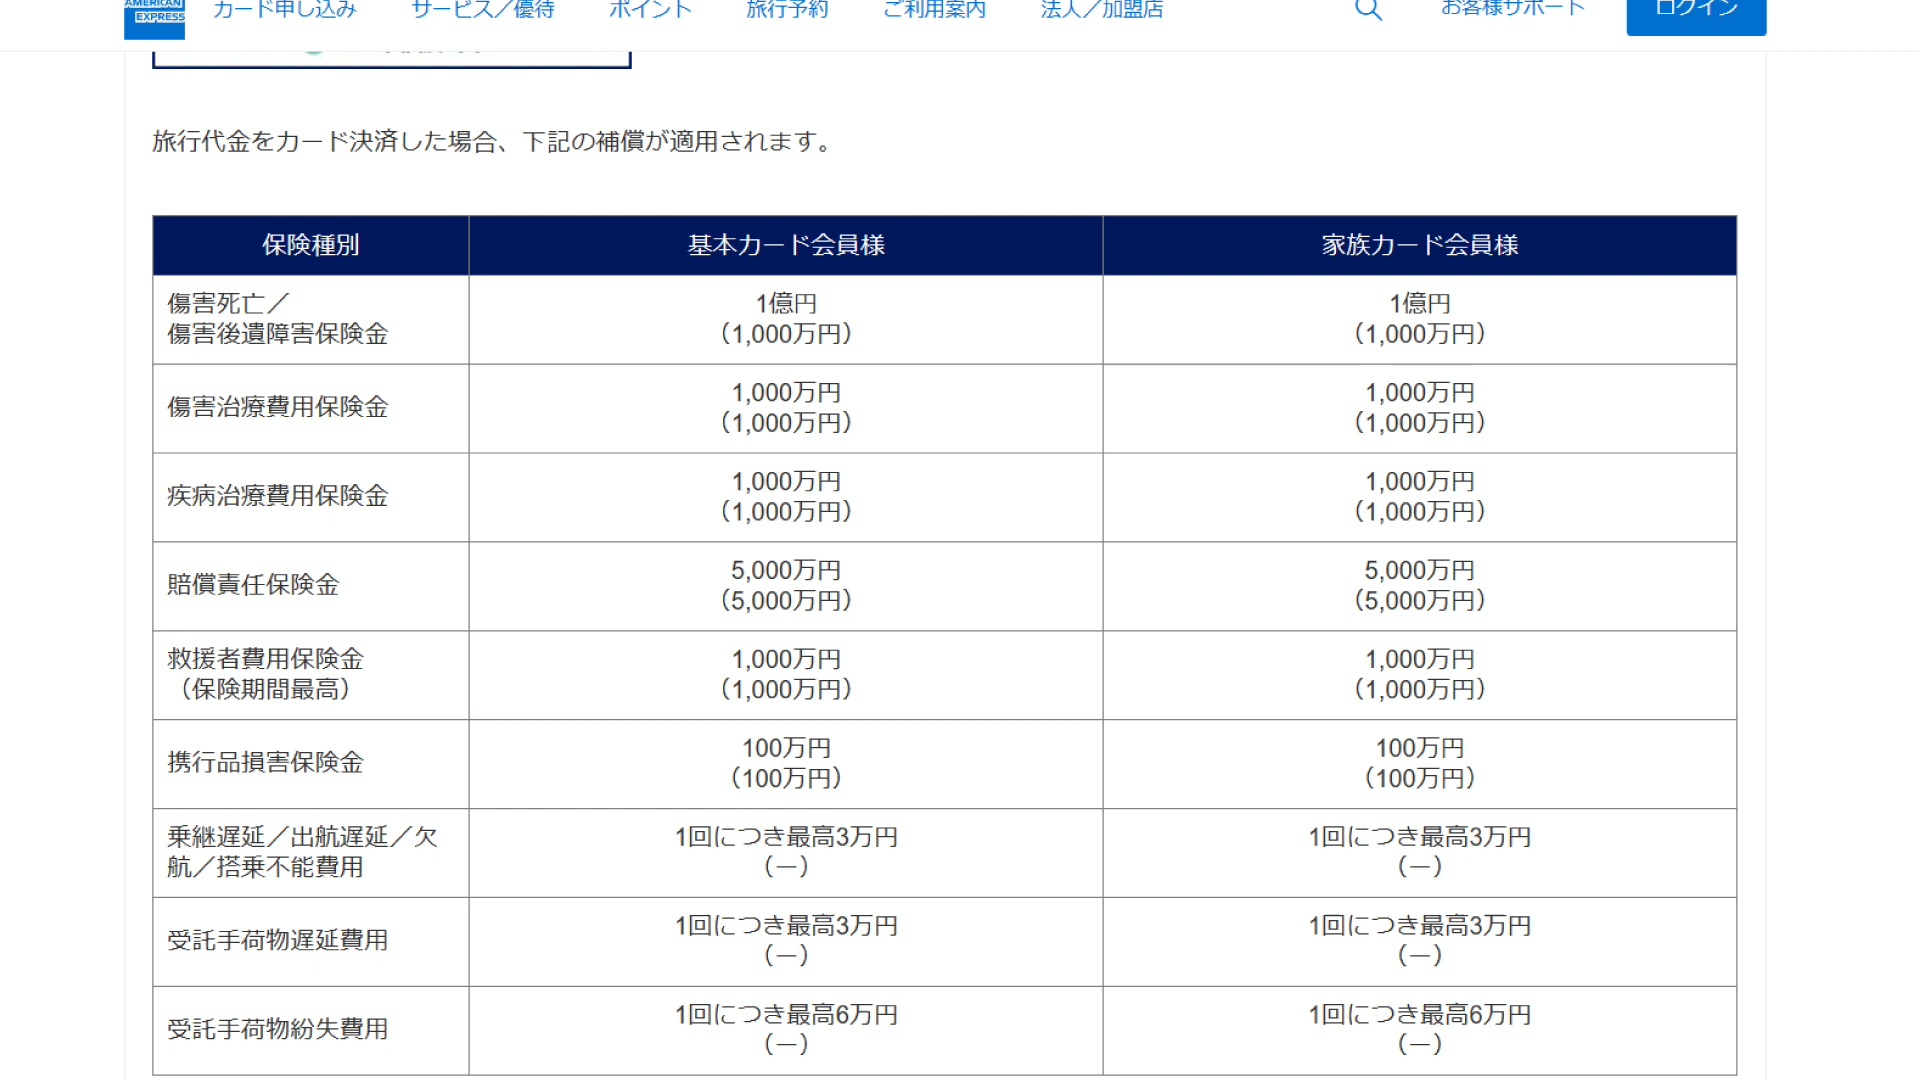 AMERICAN
EXPRESS
カード申し込み
サービス／優待
ポイント
旅行予約
ご利用案内
法人／加盟店
お客様サポート
ログイン
旅行代金をカード決済した場合、下記の補償が適用されます。
保険種別 基本カード会員様 家族カード会員様
傷害死亡／
傷害後遺障害保険金
1億円
（1,000万円）
1億円
（1,000万円）
傷害治療費用保険金
1,000万円
（1,000万円）
1,000万円
（1,000万円）
疾病治療費用保険金
1,000万円
（1,000万円）
1,000万円
（1,000万円）
賠償責任保険金
5,000万円
（5,000万円）
5,000万円
（5,000万円）
救援者費用保険金
（保険期間最高）
1,000万円
（1,000万円）
1,000万円
（1,000万円）
携行品損害保険金
100万円
（100万円）
100万円
（100万円）
乗継遅延／出航遅延／欠
航／搭乗不能費用
1回につき最高3万円
（ー）
1回につき最高3万円
（ー）
受託手荷物遅延費用
1回につき最高3万円
（ー）
1回につき最高3万円
（ー）
受託手荷物紛失費用
1回につき最高6万円
（ー）
1回につき最高6万円
（ー）